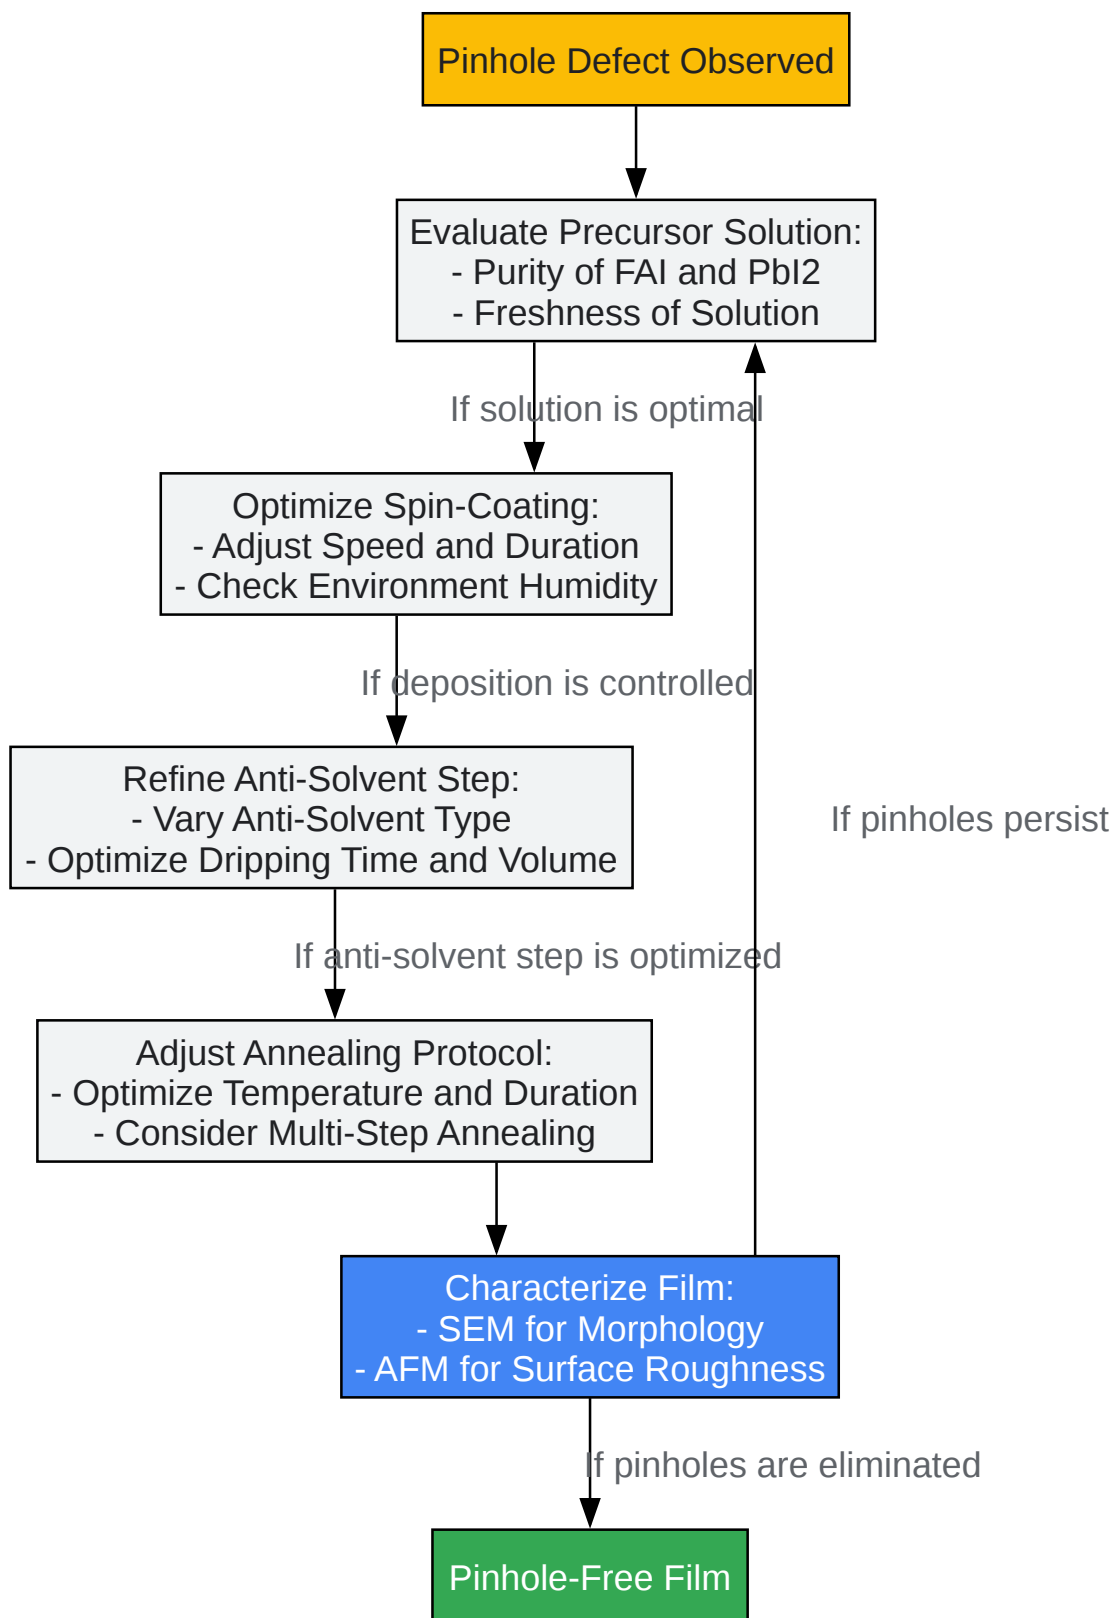 Pinhole Defect Observed
Evaluate Precursor Solution:
- Purity of FAI and PbI2
- Freshness of Solution
If solution is optimal
Optimize Spin-Coating:
- Adjust Speed and Duration
- Check Environment Humidity
If deposition is controlled
Refine Anti-Solvent Step:
- Vary Anti-Solvent Type
- Optimize Dripping Time and Volume
If pinholes persist
If anti-solvent step is optimized
Adjust Annealing Protocol:
- Optimize Temperature and Duration
- Consider Multi-Step Annealing
Characterize Film:
- SEM for Morphology
- AFM for Surface Roughness
If pinholes are eliminated
Pinhole-Free Film